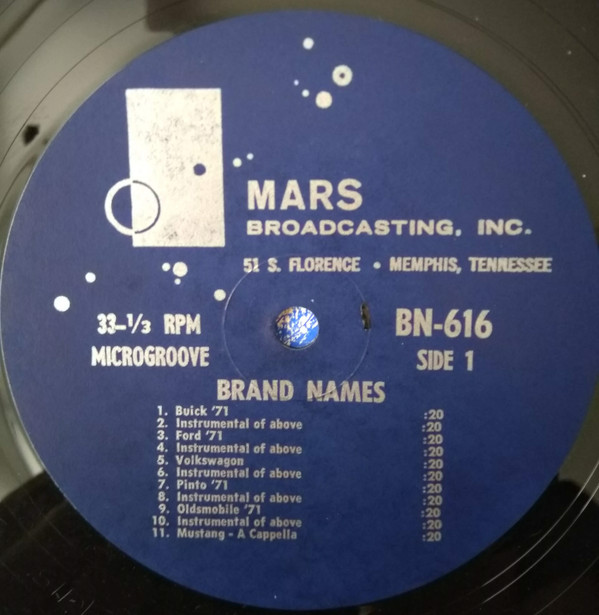 MARS
BROADCASTING, INC.
51 S. FLORENCE • MEMPHIS, TENNESSEE
33-1/3 RPM
MICROGROOVE
BN-616
SIDE 1
BRAND NAMES
1. Buick '71 :20
2. Instrumental of above :20
3. Ford '71 :20
4. Instrumental of above :20
5. Volkswagon :20
6. Instrumental of above :20
7. Pinto '71 :20
8. Instrumental of above :20
9. Oldsmobile '71 :20
10. Instrumental of above :20
11. Mustang - A Cappella :20